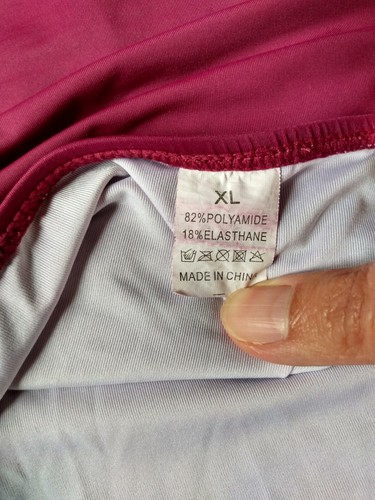 XL
82%POLYAMIDE
18%ELASTHANE
MADE IN CHINA